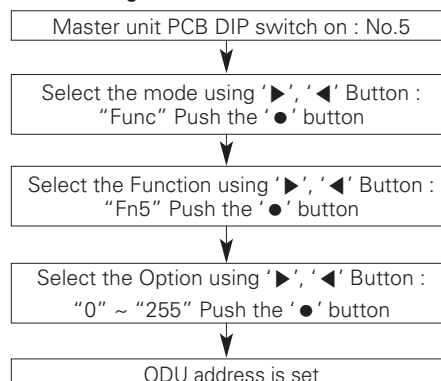 Master unit PCB DIP switch on : No.5
Select the mode using ‘▶’, ‘◀’ Button :
“Func” Push the ‘●’ button
Select the Function using ‘▶’, ‘◀’ Button :
“Fn5” Push the ‘●’ button
Select the Option using ‘▶’, ‘◀’ Button :
“0” ~ “255” Push the ‘●’ button
ODU address is set